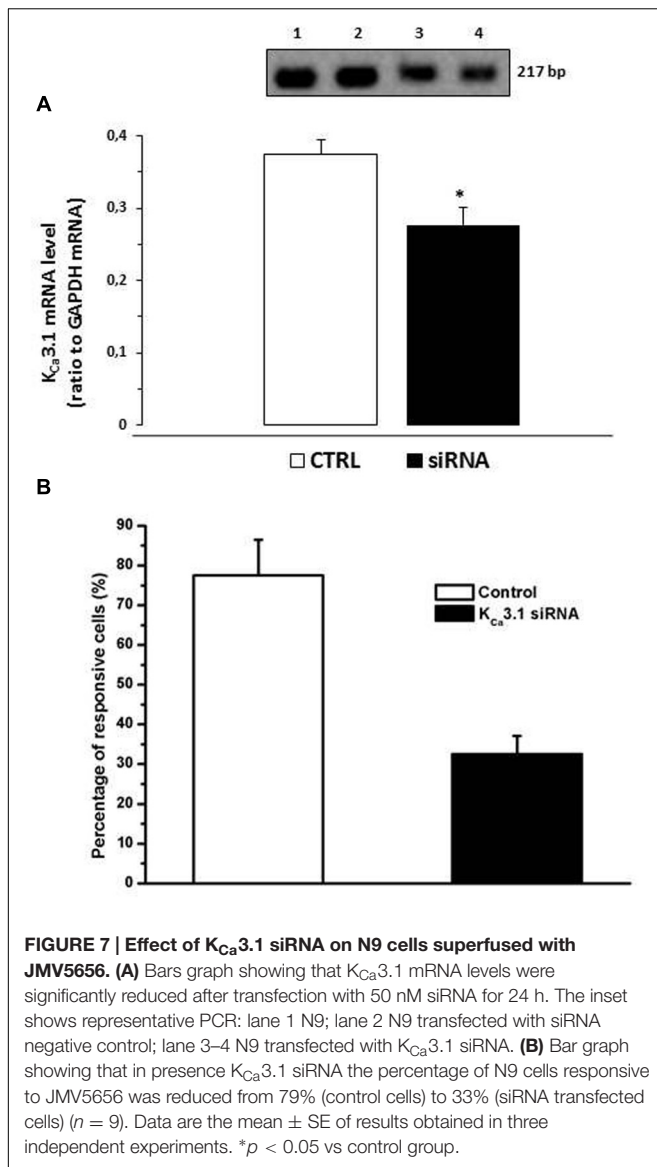 1 2 3 4
217 bp
A
0,4
0,3
0,2
0,1
0
K_Ca3.1 mRNA level
(ratio to GAPDH mRNA)
*
CTRL siRNA
B
90
80
70
60
50
40
30
20
10
0
Percentage of responsive cells (%)
Control
K_Ca3.1 siRNA
FIGURE 7 | Effect of K_Ca3.1 siRNA on N9 cells superfused with
JMV5656. (A) Bars graph showing that K_Ca3.1 mRNA levels were
significantly reduced after transfection with 50 nM siRNA for 24 h. The inset
shows representative PCR: lane 1 N9; lane 2 N9 transfected with siRNA
negative control; lane 3–4 N9 transfected with K_Ca3.1 siRNA. (B) Bar graph
showing that in presence K_Ca3.1 siRNA the percentage of N9 cells responsive
to JMV5656 was reduced from 79% (control cells) to 33% (siRNA transfected
cells) (n = 9). Data are the mean ± SE of results obtained in three
independent experiments. *p < 0.05 vs control group.